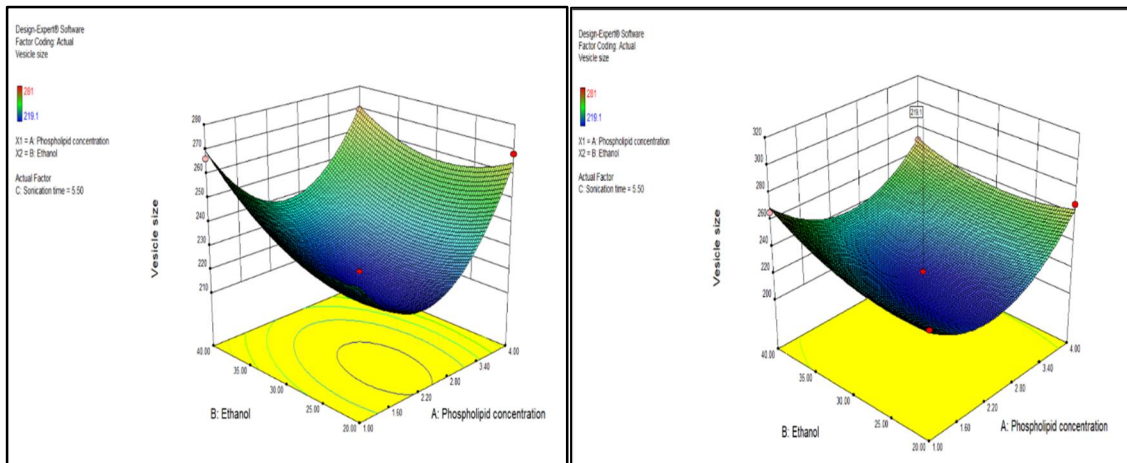 Design-Expert® Software
Factor Coding: Actual
Vesicle size
281
219.1
X1 = A: Phospholipid concentration
X2 = B: Ethanol
Actual Factor
C: Sonication time = 5.50
280
270
260
250
240
230
220
210
Vesicle size
40.00
35.00
30.00
25.00
20.00
1.00
1.60
2.20
2.80
3.40
4.00
B: Ethanol
A: Phospholipid concentration
Design-Expert® Software
Factor Coding: Actual
Vesicle size
281
219.1
X1 = A: Phospholipid concentration
X2 = B: Ethanol
Actual Factor
C: Sonication time = 5.50
219.1
320
300
280
260
240
220
200
Vesicle size
40.00
35.00
30.00
25.00
20.00
1.00
1.60
2.20
2.80
3.40
4.00
B: Ethanol
A: Phospholipid concentration